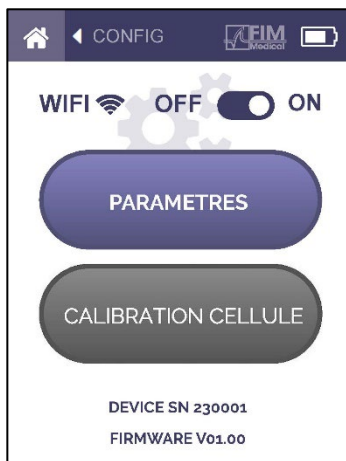 CONFIG FIM Medical
WIFI OFF ON
PARAMETRES
CALIBRATION CELLULE
DEVICE SN 230001
FIRMWARE V01.00